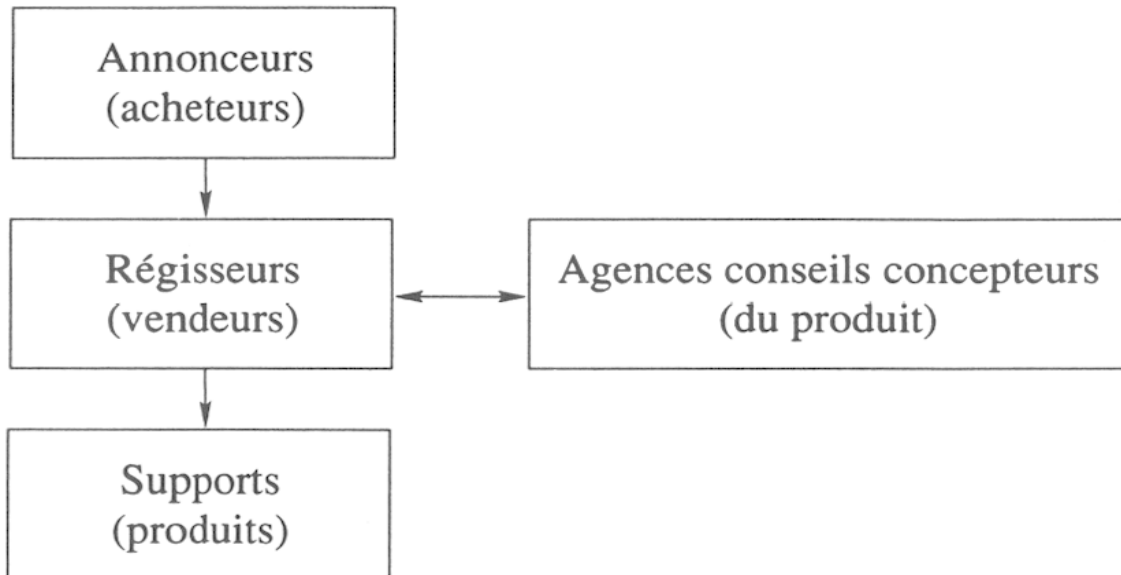 Annonceurs
(acheteurs)
Régisseurs
(vendeurs)
Agences conseils concepteurs
(du produit)
Supports
(produits)